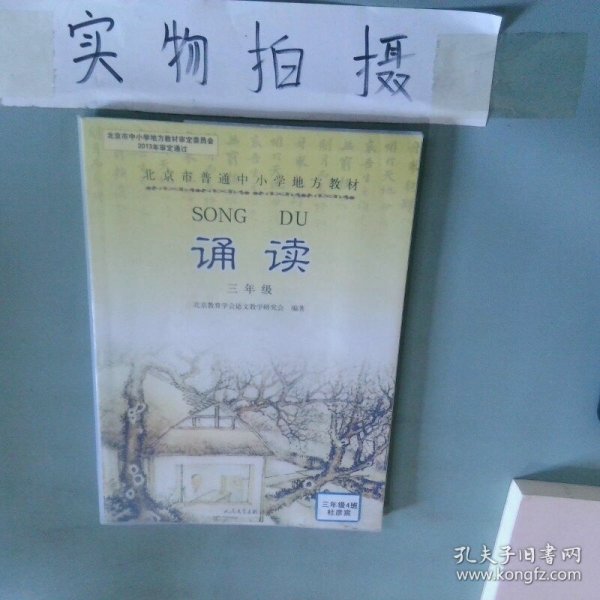 实物拍摄
北京市中小学地方教材审定委员会
2013年审定通过
北京市普通中小学地方教材
SONG DU
诵读
三年级
北京教育学会语文教学研究会 编著
三年级4班
孔夫子旧书网
www.kongfz.com